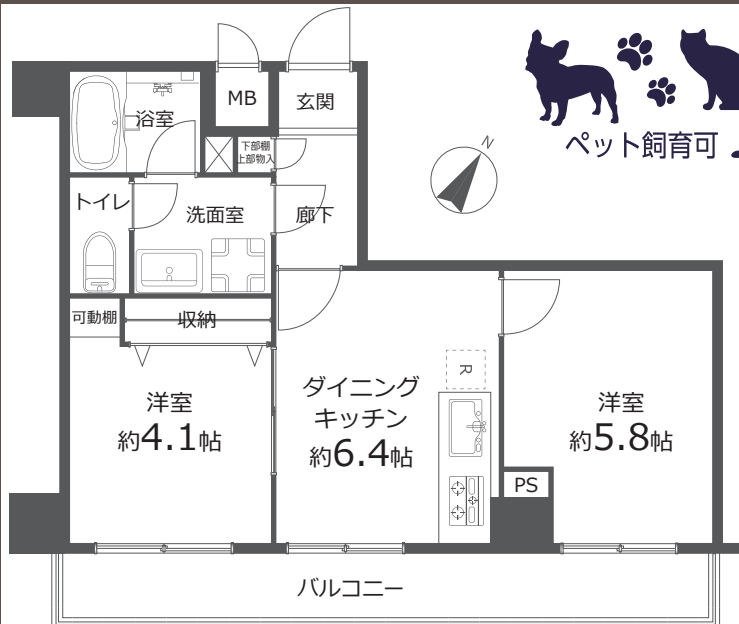 ペット飼育可
N
MB
玄関
浴室
下部棚
上部物入
トイレ
洗面室
廊下
可動棚
収納
R
洋室
約4.1帖
ダイニング
キッチン
約6.4帖
洋室
約5.8帖
PS
バルコニー